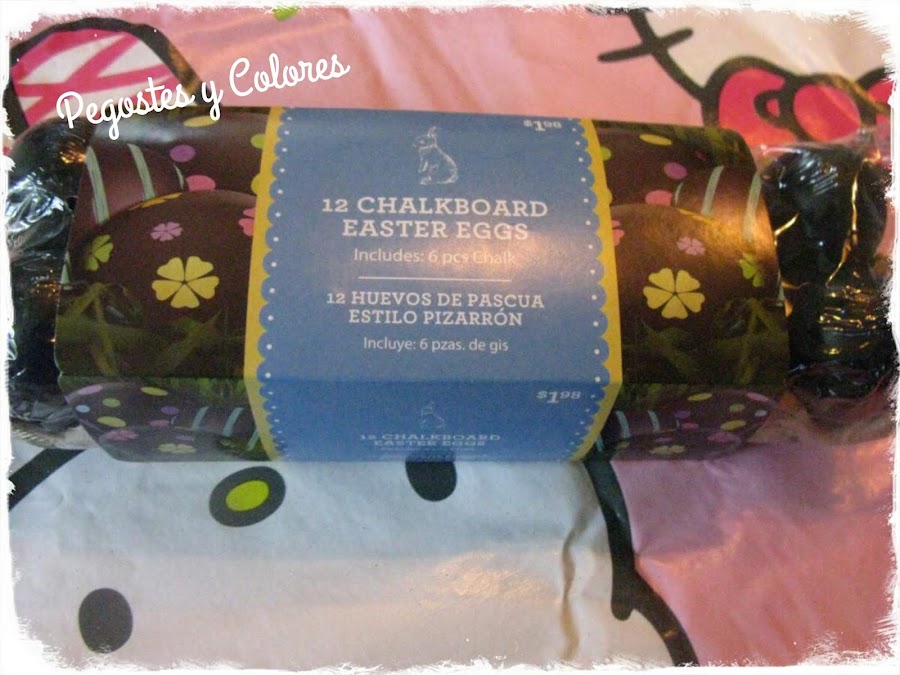 Pegostes y Colores
$1.98
12 CHALKBOARD
EASTER EGGS
Includes: 6 pcs Chalk
12 HUEVOS DE PASCUA
ESTILO PIZARRÓN
Incluye: 6 pzas. de gis
$1.98
12 CHALKBOARD
EASTER EGGS